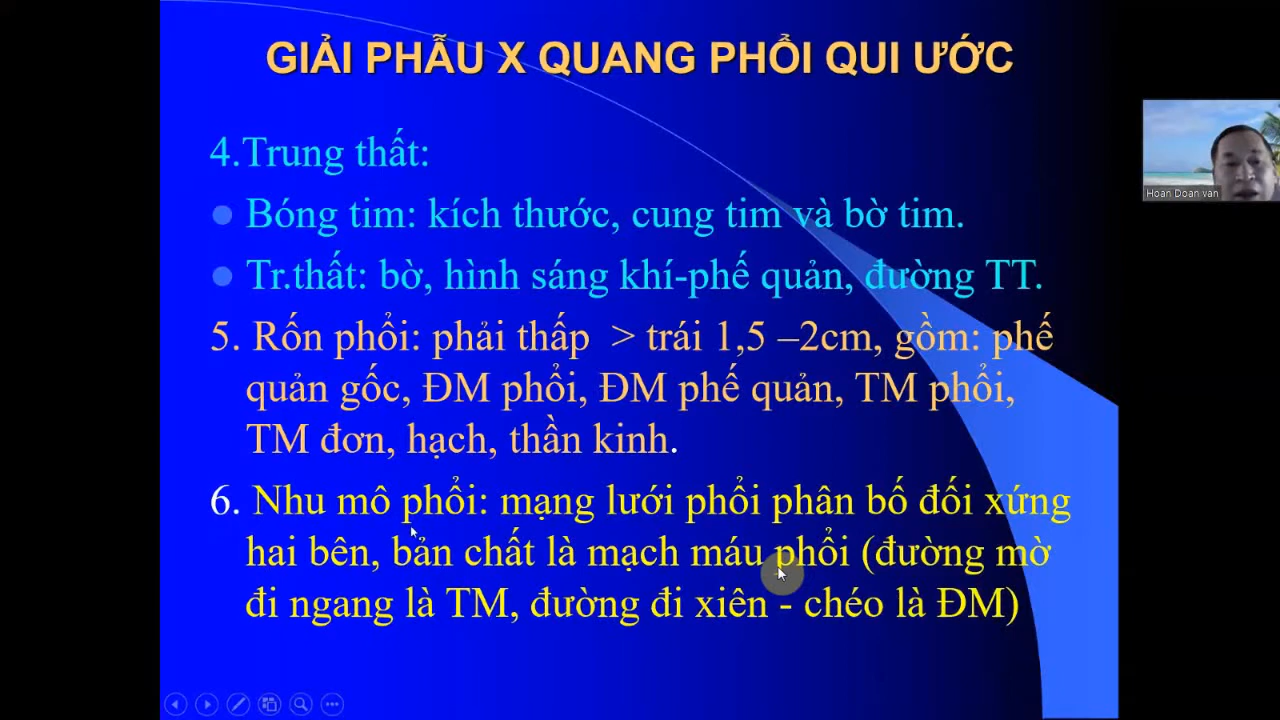 GIẢI PHẪU X QUANG PHỔI QUI ƯỚC
4.Trung thất:
Bóng tim: kích thước, cung tim và bờ tim.
Tr.thất: bờ, hình sáng khí-phế quản, đường TT.
5. Rốn phổi: phải thấp > trái 1,5 –2cm, gồm: phế
quản gốc, ĐM phổi, ĐM phế quản, TM phổi,
TM đơn, hạch, thần kinh.
6. Nhu mô phổi: mạng lưới phổi phân bố đối xứng
hai bên, bản chất là mạch máu phổi (đường mờ
đi ngang là TM, đường đi xiên - chéo là ĐM)
Hoan Doan van